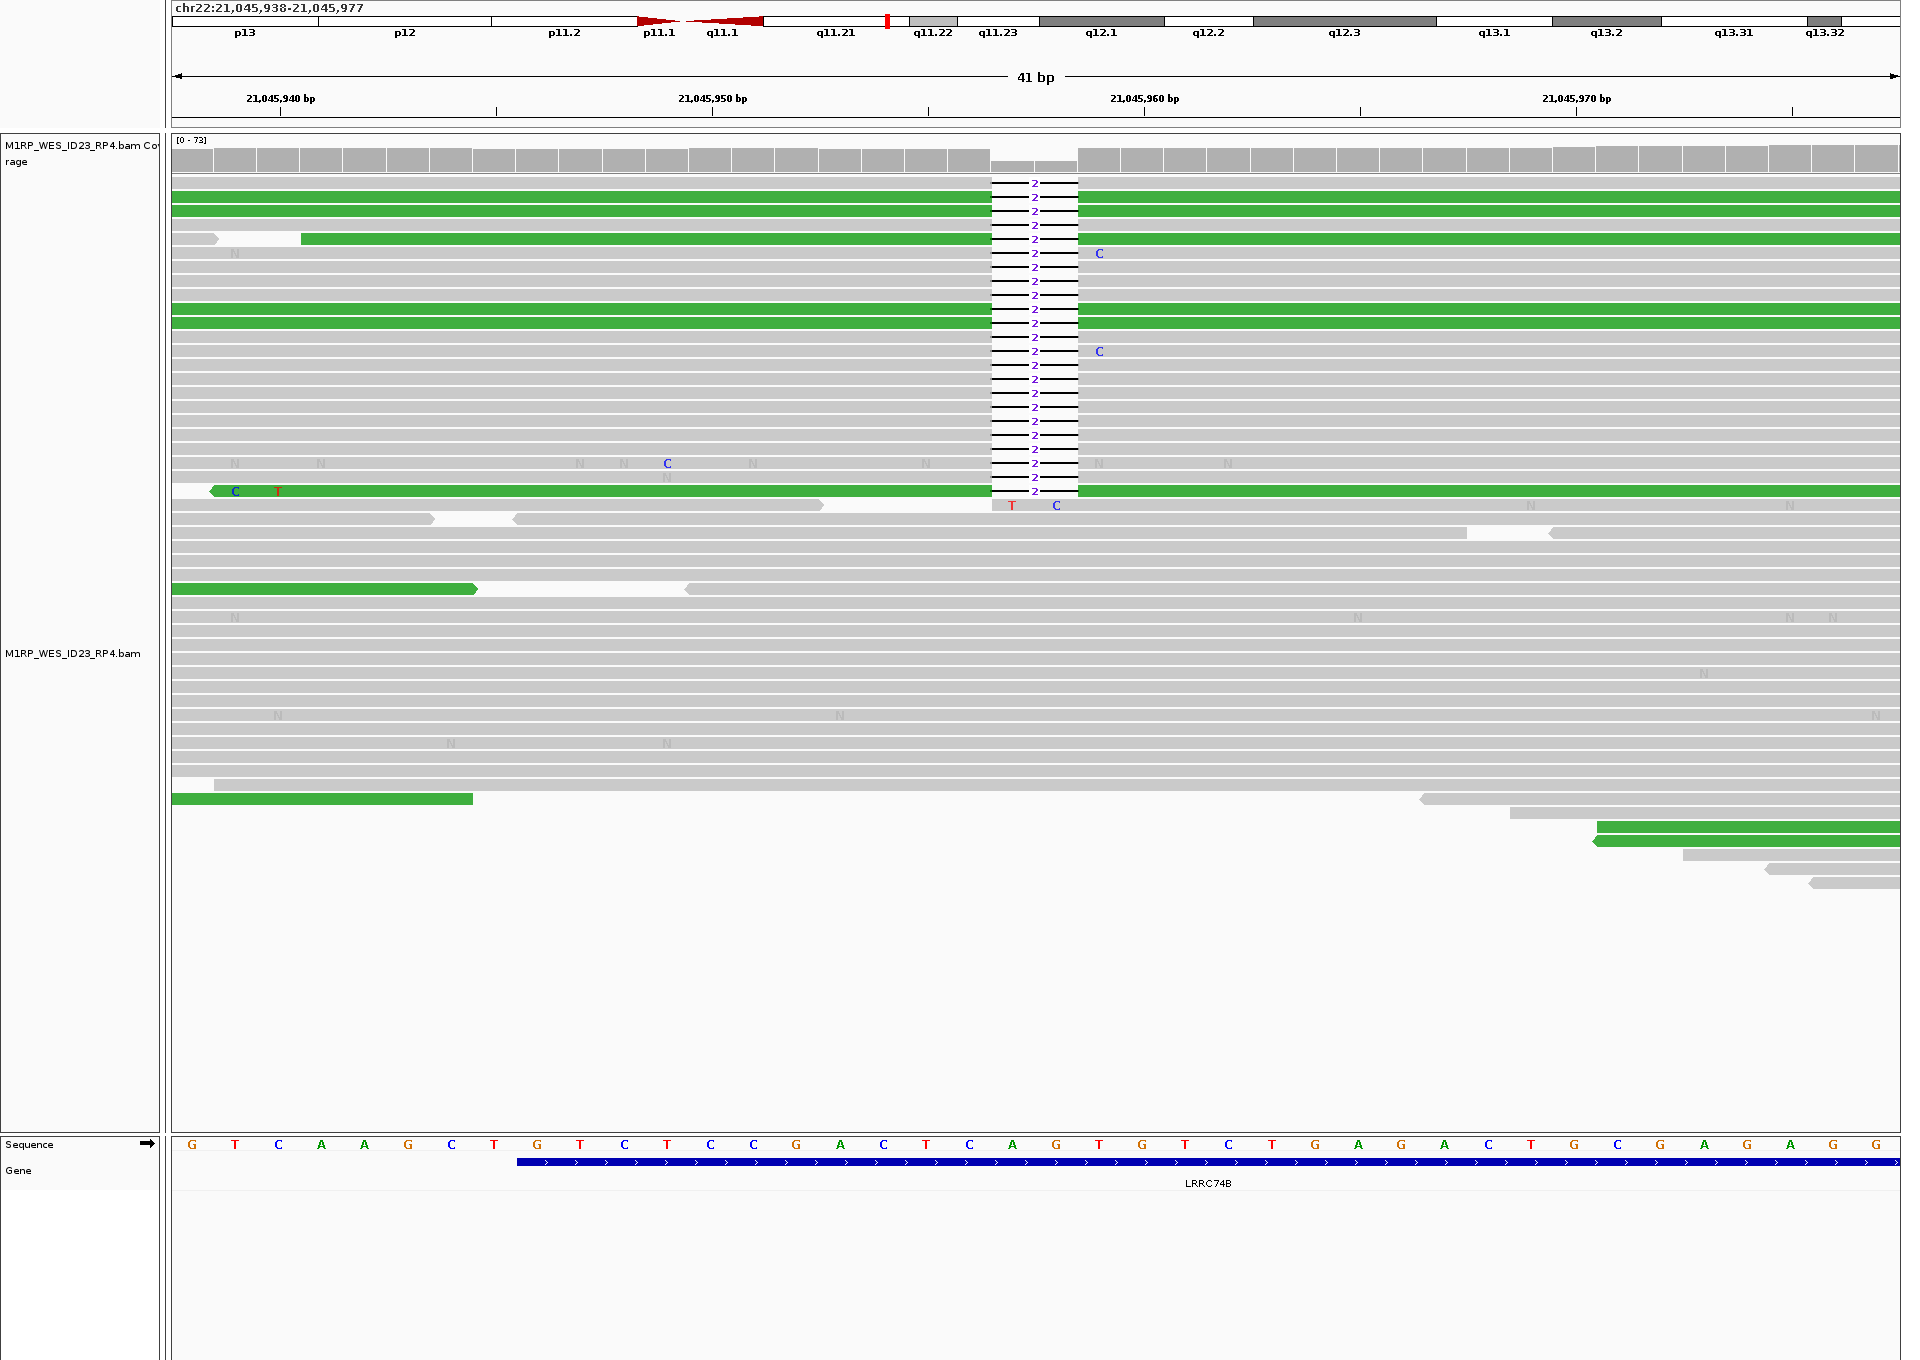 chr22:21,045,938-21,045,977
p13 p12 p11.2 p11.1 q11.1 q11.21 q11.22 q11.23 q12.1 q12.2 q12.3 q13.1 q13.2 q13.31 q13.32
41 bp
21,045,940 bp 21,045,950 bp 21,045,960 bp 21,045,970 bp
M1RP_WES_ID23_RP4.bam Co
rage
[0 - 73]
2
2
2
2
2
N 2 C
2
2
2
2
2
2
2 C
2
2
2
2
2
2
2
N N N N C N N 2 N N
N 2
C T 2
T C N N
N N N N
N
M1RP_WES_ID23_RP4.bam
N N N
N N
Sequence G T C A A G C T G T C T C C G A C T C A G T G T C T G A G A C T G C G A G A G G
Gene
LRRC74B